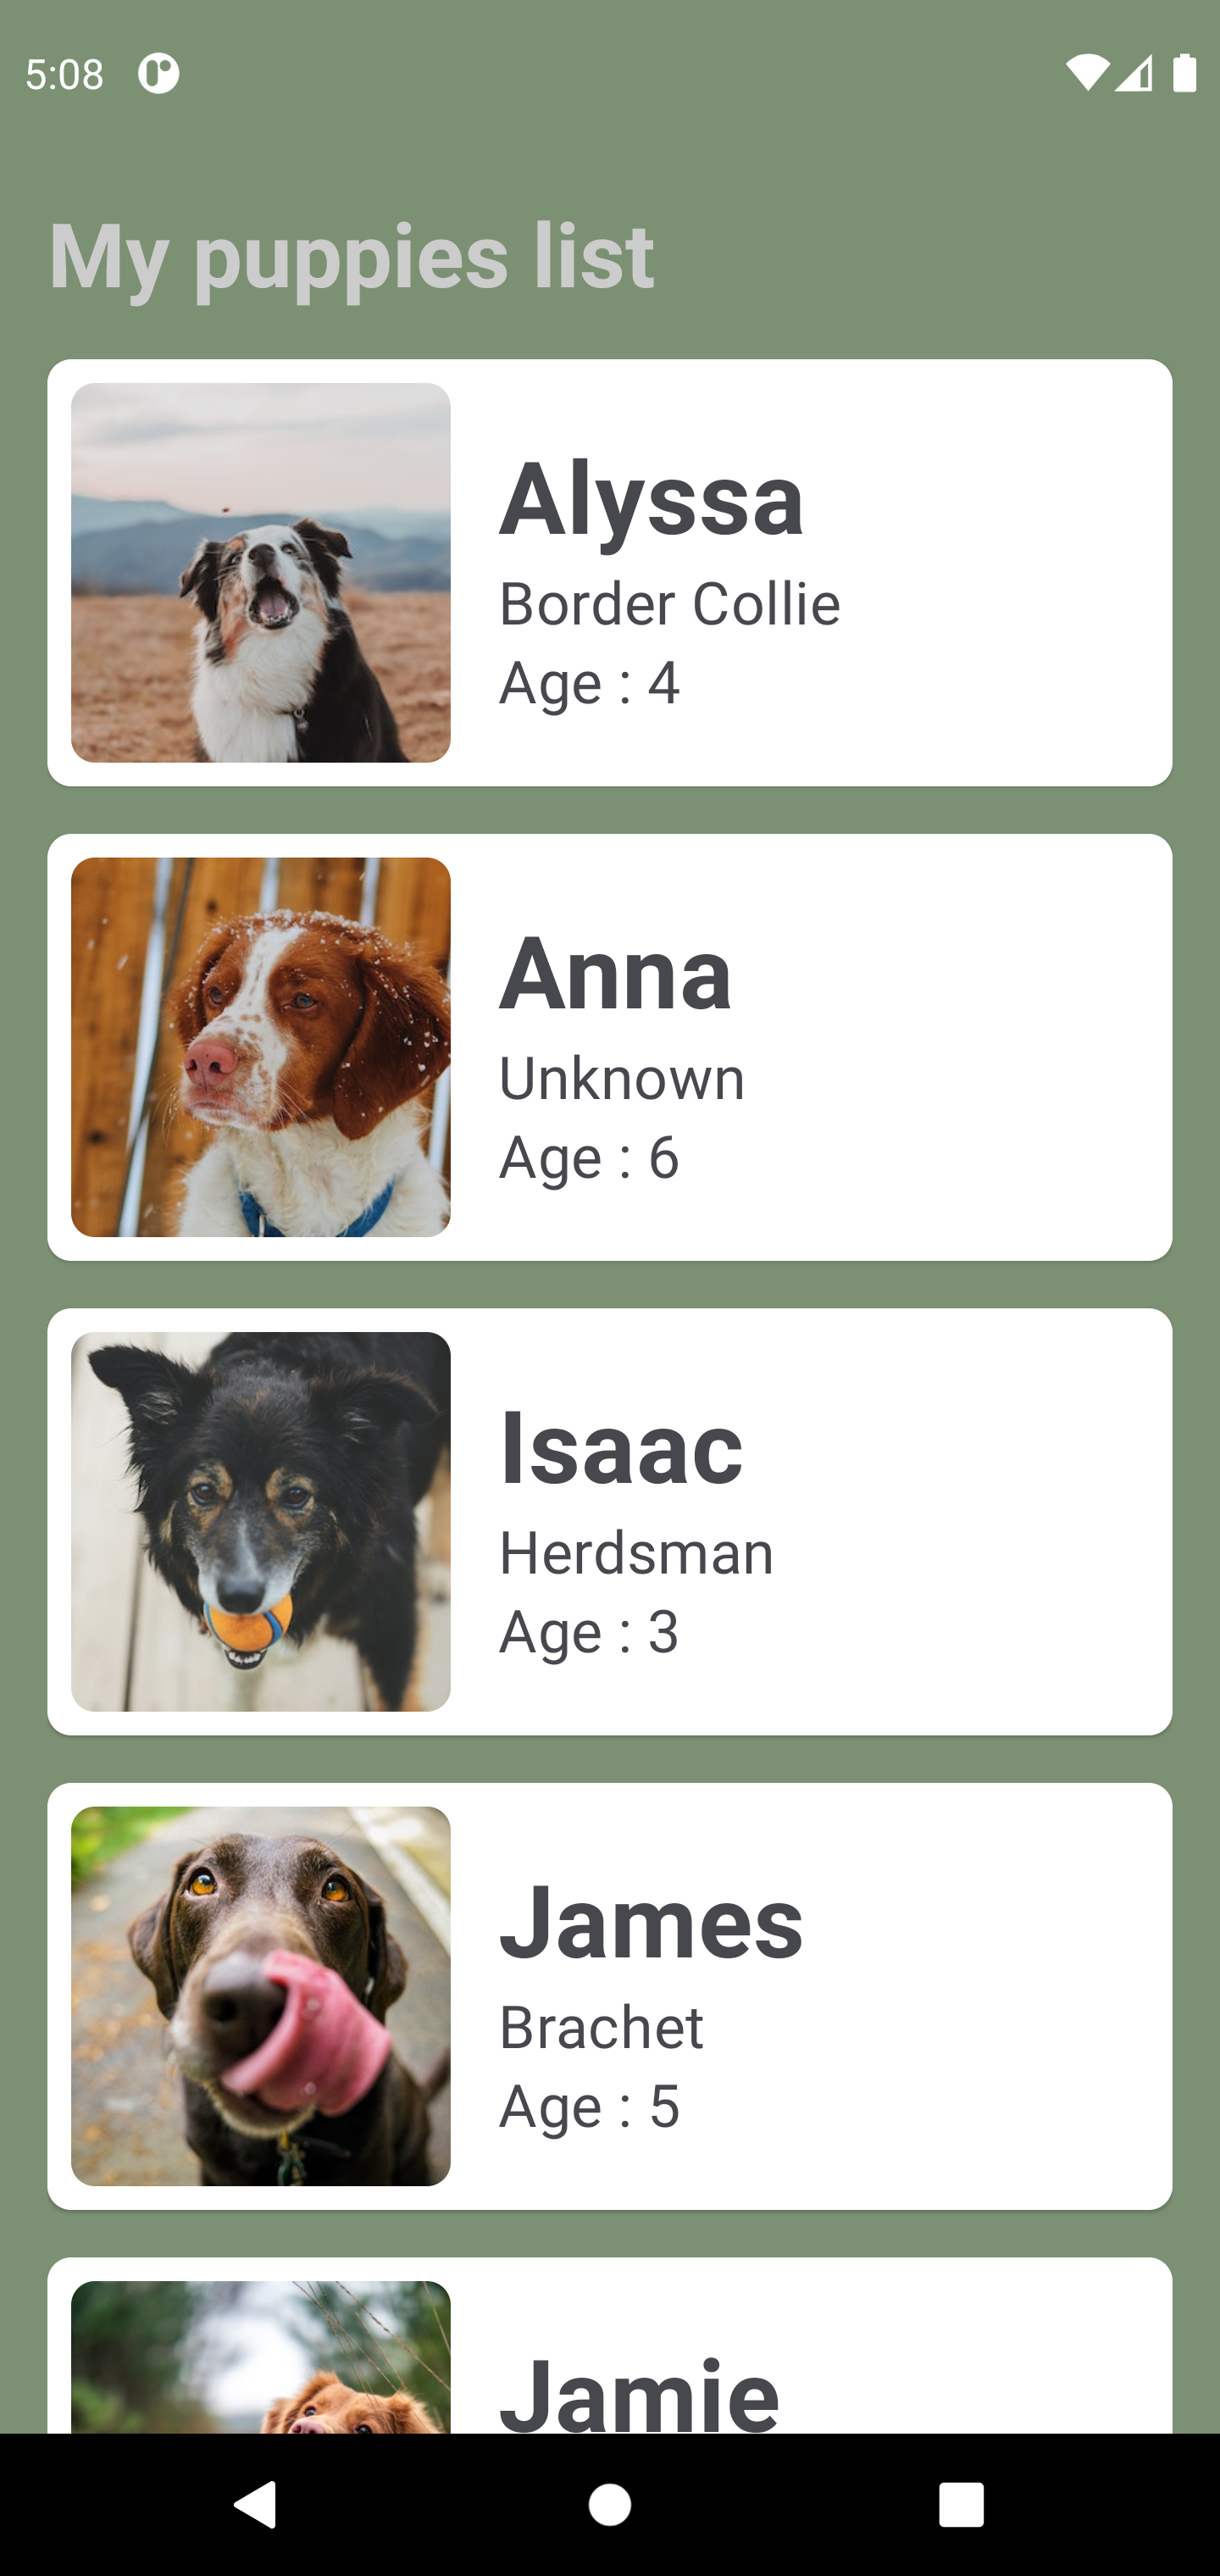 5:08
My puppies list
Alyssa
Border Collie
Age : 4
Anna
Unknown
Age : 6
Isaac
Herdsman
Age : 3
James
Brachet
Age : 5
Jamie